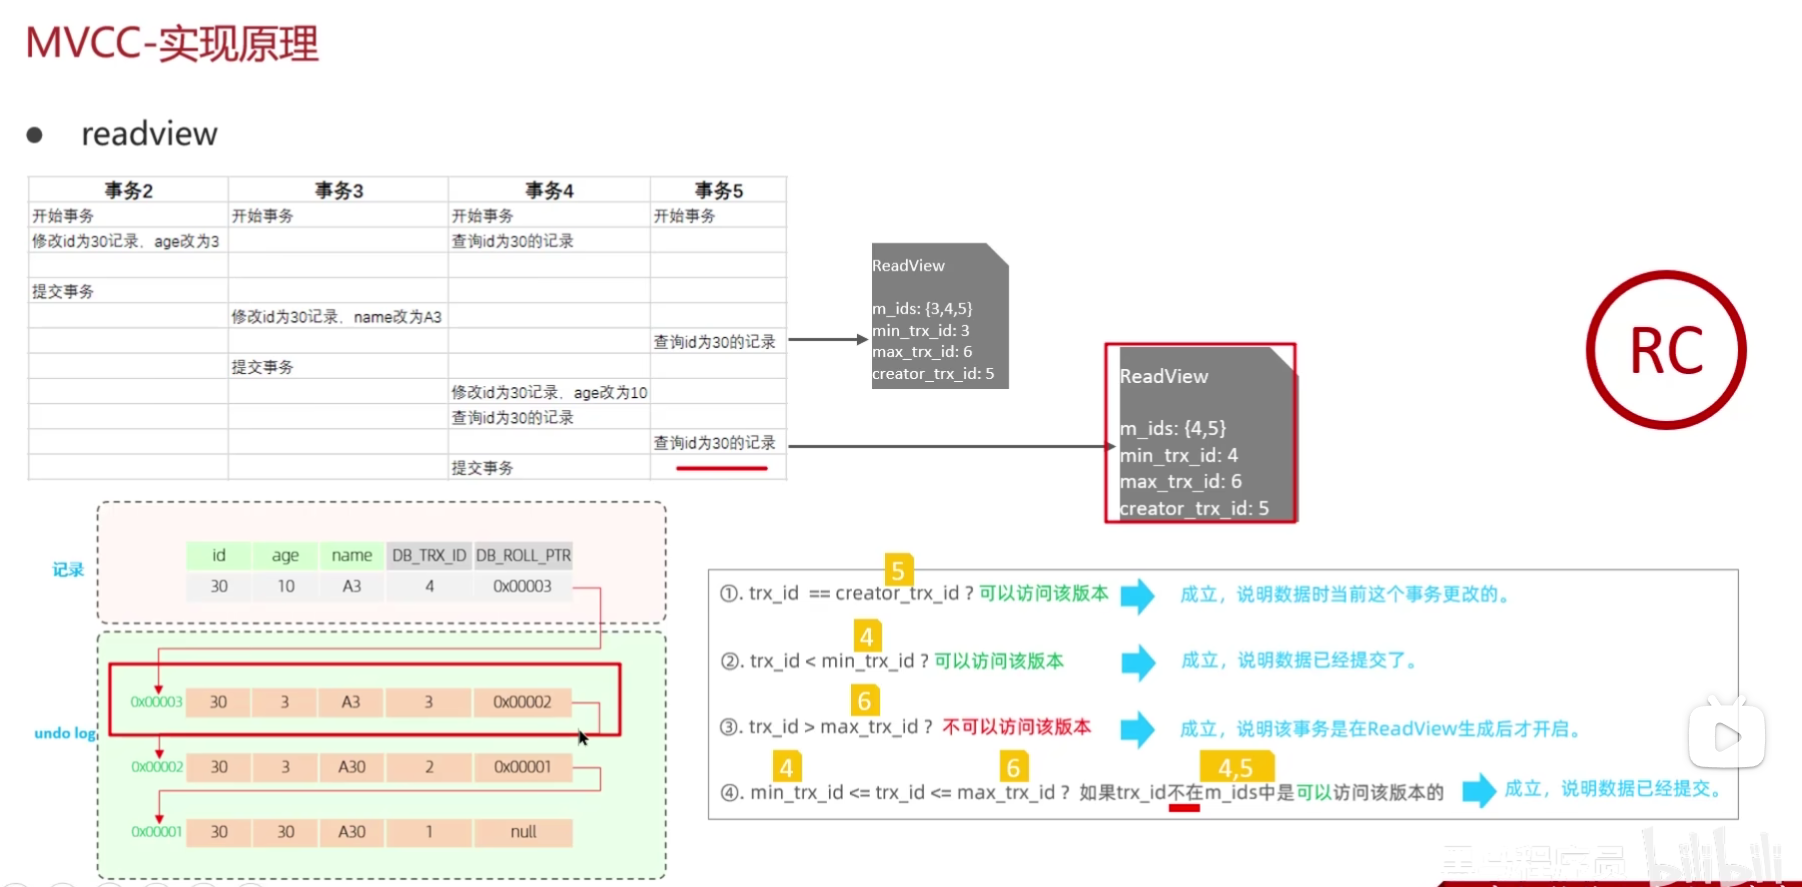 MVCC-实现原理
● readview
事务2 事务3 事务4 事务5
开始事务 开始事务 开始事务 开始事务
修改id为30记录，age改为3 查询id为30的记录
提交事务
修改id为30记录，name改为A3
查询id为30的记录
提交事务
修改id为30记录，age改为10
查询id为30的记录
查询id为30的记录
提交事务
ReadView
m_ids: {3,4,5}
min_trx_id: 3
max_trx_id: 6
creator_trx_id: 5
ReadView
m_ids: {4,5}
min_trx_id: 4
max_trx_id: 6
creator_trx_id: 5
RC
记录
id age name DB_TRX_ID DB_ROLL_PTR
30 10 A3 4 0x00003
undo log
0x00003 30 3 A3 3 0x00002
0x00002 30 3 A30 2 0x00001
0x00001 30 30 A30 1 null
5
①. trx_id == creator_trx_id ? 可以访问该版本 成立，说明数据时当前这个事务更改的。
4
②. trx_id < min_trx_id ? 可以访问该版本 成立，说明数据已经提交了。
6
③. trx_id > max_trx_id ? 不可以访问该版本 成立，说明该事务是在ReadView生成后才开启。
4 6 4,5
④. min_trx_id <= trx_id <= max_trx_id ? 如果trx_id不在m_ids中是可以访问该版本的 成立，说明数据已经提交。
bilibili